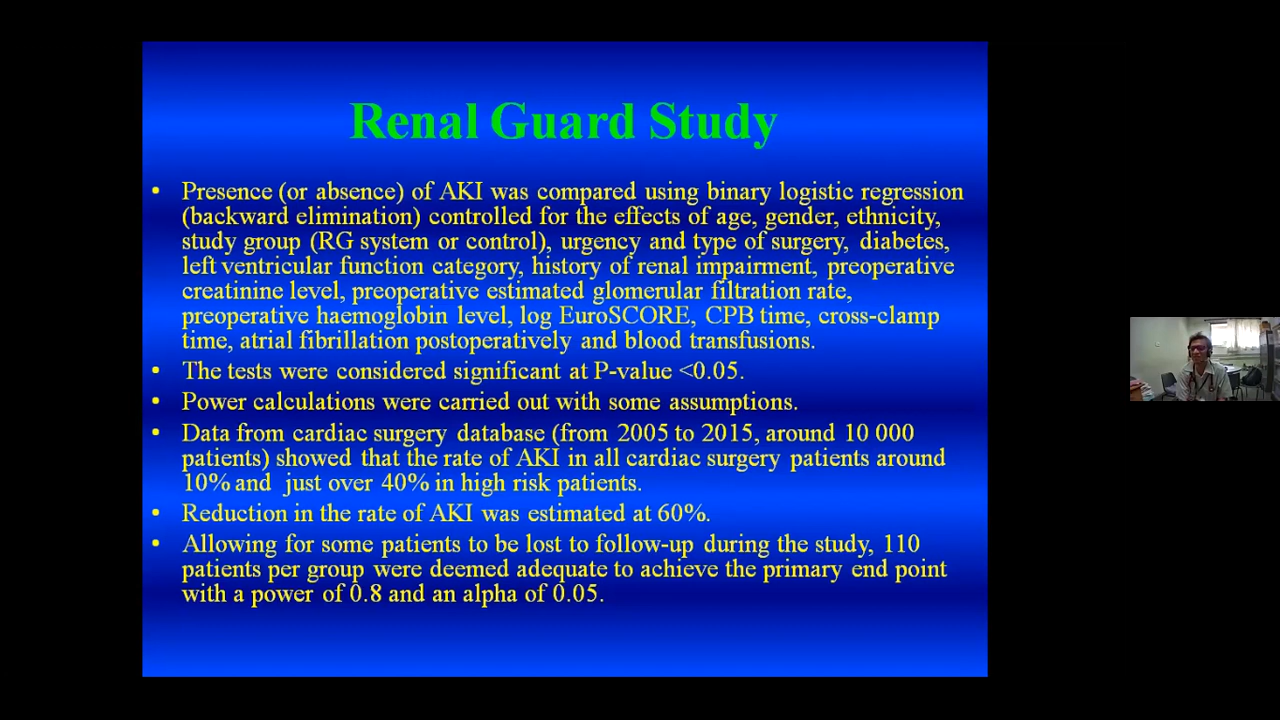 Renal Guard Study
• Presence (or absence) of AKI was compared using binary logistic regression
(backward elimination) controlled for the effects of age, gender, ethnicity,
study group (RG system or control), urgency and type of surgery, diabetes,
left ventricular function category, history of renal impairment, preoperative
creatinine level, preoperative estimated glomerular filtration rate,
preoperative haemoglobin level, log EuroSCORE, CPB time, cross-clamp
time, atrial fibrillation postoperatively and blood transfusions.
• The tests were considered significant at P-value <0.05.
• Power calculations were carried out with some assumptions.
• Data from cardiac surgery database (from 2005 to 2015, around 10 000
patients) showed that the rate of AKI in all cardiac surgery patients around
10% and just over 40% in high risk patients.
• Reduction in the rate of AKI was estimated at 60%.
• Allowing for some patients to be lost to follow-up during the study, 110
patients per group were deemed adequate to achieve the primary end point
with a power of 0.8 and an alpha of 0.05.